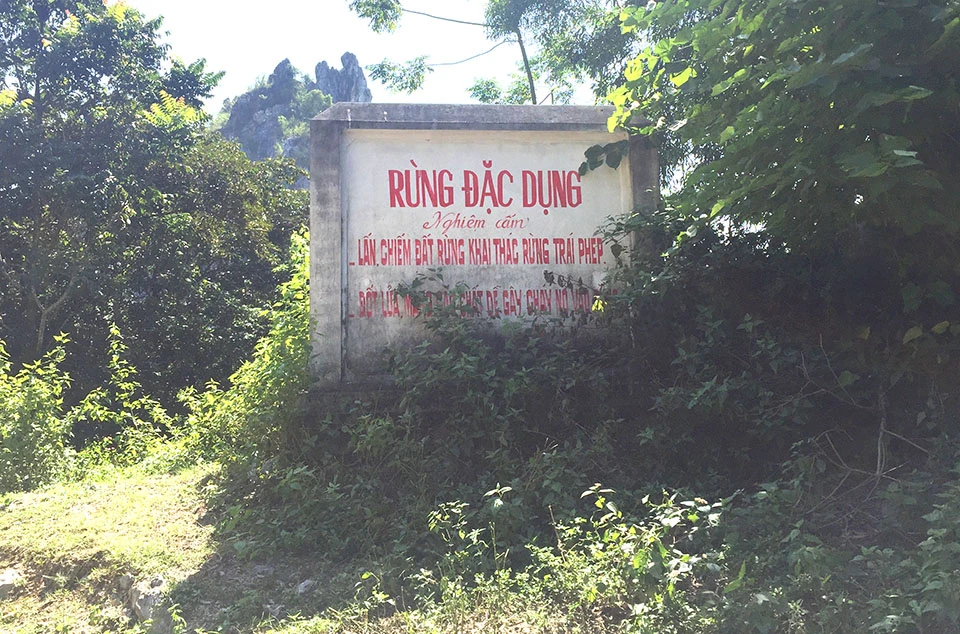 RỪNG ĐẶC DỤNG
Nghiêm cấm
_ LẤN, CHIẾM ĐẤT RỪNG KHAI THÁC RỪNG TRÁI PHÉP.
_ ĐỐT LỬA, CHẤT DỄ GÂY CHÁY NỔ VÀO